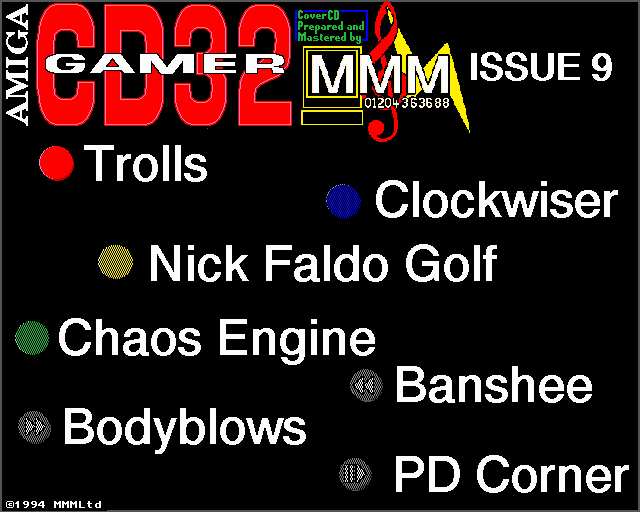 AMIGA
CD32
GAMER
CoverCD
Prepared and
Mastered by
MMM
01204363688
ISSUE 9
Trolls
Clockwiser
Nick Faldo Golf
Chaos Engine
Banshee
Bodyblows
PD Corner
©1994 MMMLtd